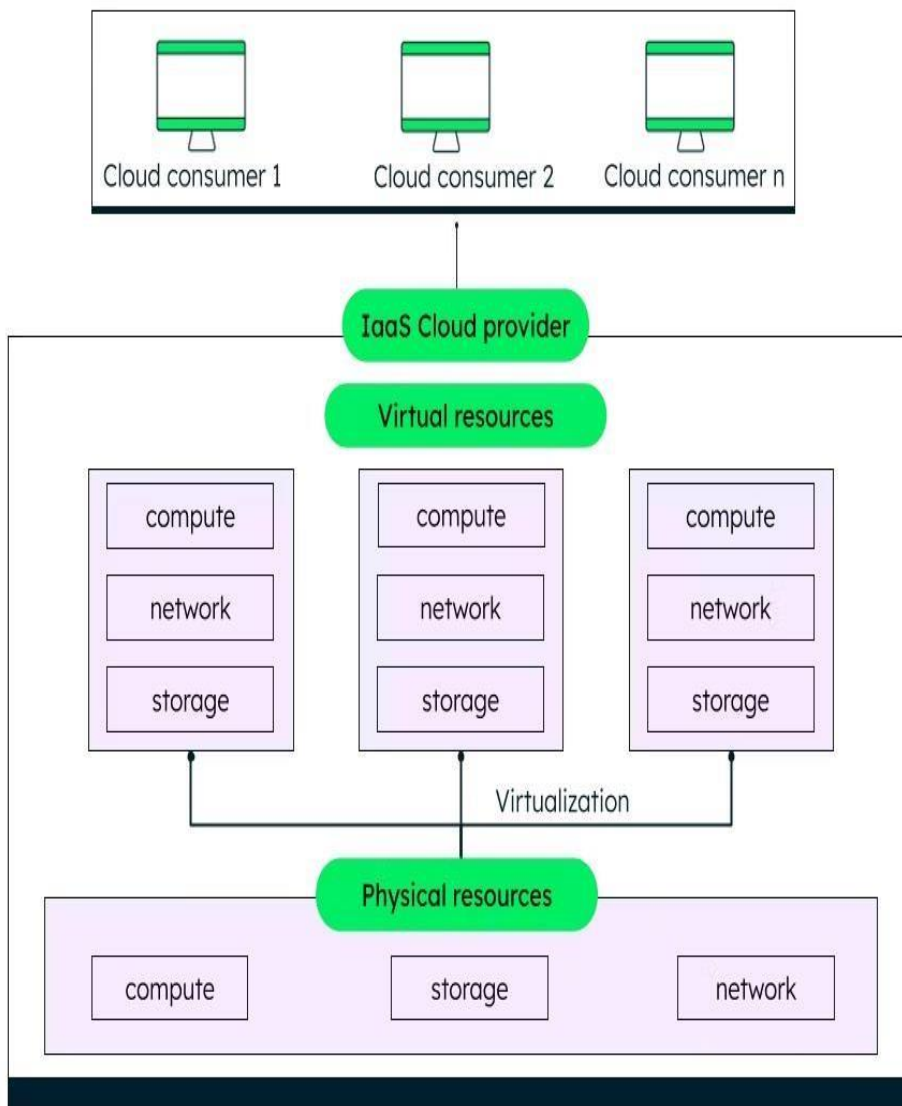 Cloud consumer 1
Cloud consumer 2
Cloud consumer n
IaaS Cloud provider
Virtual resources
compute
network
storage
compute
network
storage
compute
network
storage
Virtualization
Physical resources
compute
storage
network